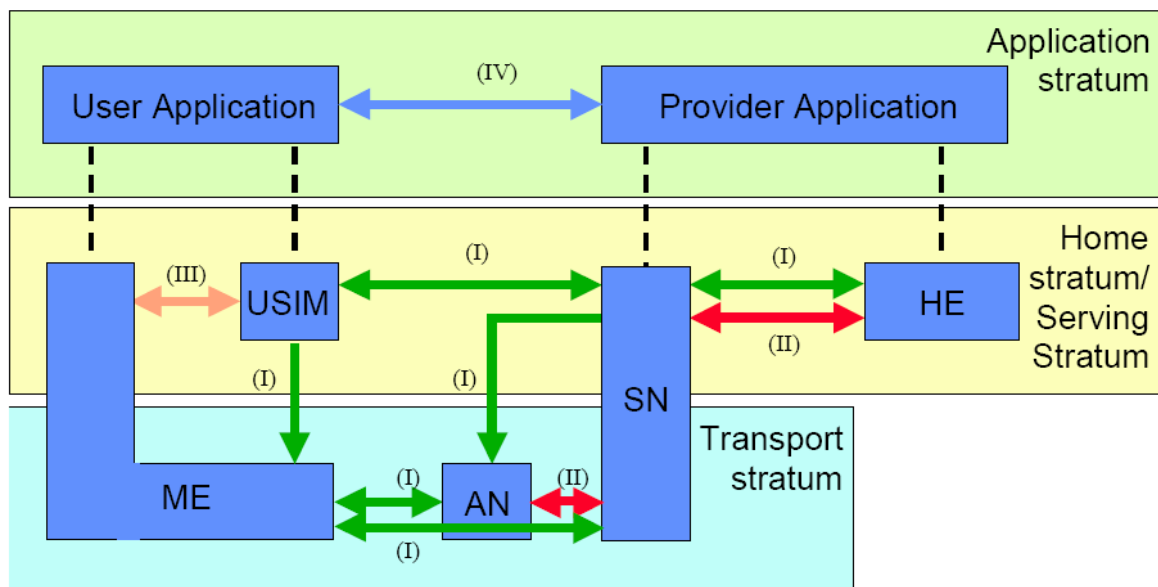 Application
stratum
(IV)
User Application
Provider Application
Home
stratum/
Serving
Stratum
(III)
USIM
(I)
(I)
HE
(II)
(I)
(I)
SN
Transport
stratum
ME
(I)
AN
(II)
(I)